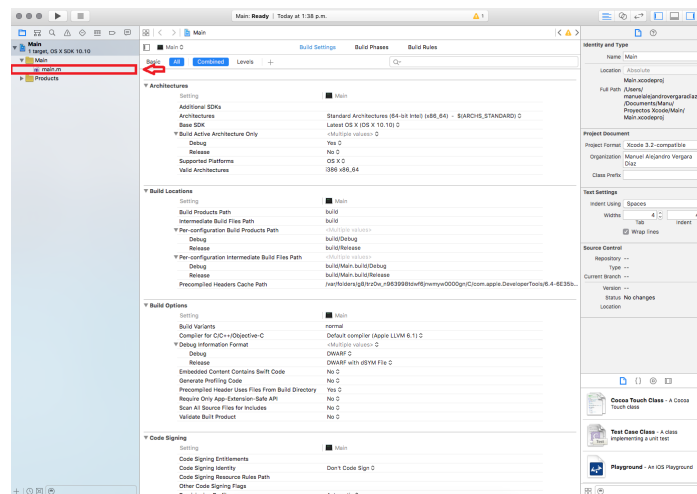 Main: Ready | Today at 1:38 p.m.
1
Main
Main
1 target, OS X SDK 10.10
Main
main.m
Products
Main
Build Settings
Build Phases
Build Rules
Basic
All
Combined
Levels
+
Architectures
Setting Main
Additional SDKs
Architectures Standard Architectures (64-bit Intel) (x86_64) - $(ARCHS_STANDARD)
Base SDK Latest OS X (OS X 10.10)
Build Active Architecture Only <Multiple values>
Debug Yes
Release No
Supported Platforms OS X
Valid Architectures i386 x86_64
Build Locations
Setting Main
Build Products Path build
Intermediate Build Files Path build
Per-configuration Build Products Path <Multiple values>
Debug build/Debug
Release build/Release
Per-configuration Intermediate Build Files Path <Multiple values>
Debug build/Main.build/Debug
Release build/Main.build/Release
Precompiled Headers Cache Path
Build Options
Setting Main
Build Variants normal
Compiler for C/C++/Objective-C Default compiler (Apple LLVM 6.1)
Debug Information Format <Multiple values>
Debug DWARF
Release DWARF with dSYM File
Embedded Content Contains Swift Code No
Generate Profiling Code No
Precompiled Header Uses Files From Build Directory Yes
Require Only App-Extension-Safe API No
Scan All Source Files for Includes No
Validate Built Product No
Code Signing
Setting Main
Code Signing Entitlements
Code Signing Identity Don't Code Sign
Code Signing Resource Rules Path
Other Code Signing Flags
Identity and Type
Name Main
Location Absolute
Main.xcodeproj
Full Path /Users/
manuelalejandrovergaradiaz
/Documents/Manu/
Proyectos Xcode/Main/
Main.xcodeproj
Project Document
Project Format Xcode 3.2-compatible
Organization Manuel Alejandro Vergara
Diaz
Class Prefix
Text Settings
Indent Using Spaces
Widths 4
Tab Indent
Wrap lines
Source Control
Repository --
Type --
Current Branch --
Version --
Status No changes
Location
Cocoa Touch Class - A Cocoa
Touch class
Test Case Class - A class
implementing a unit test
Playground - An iOS Playground